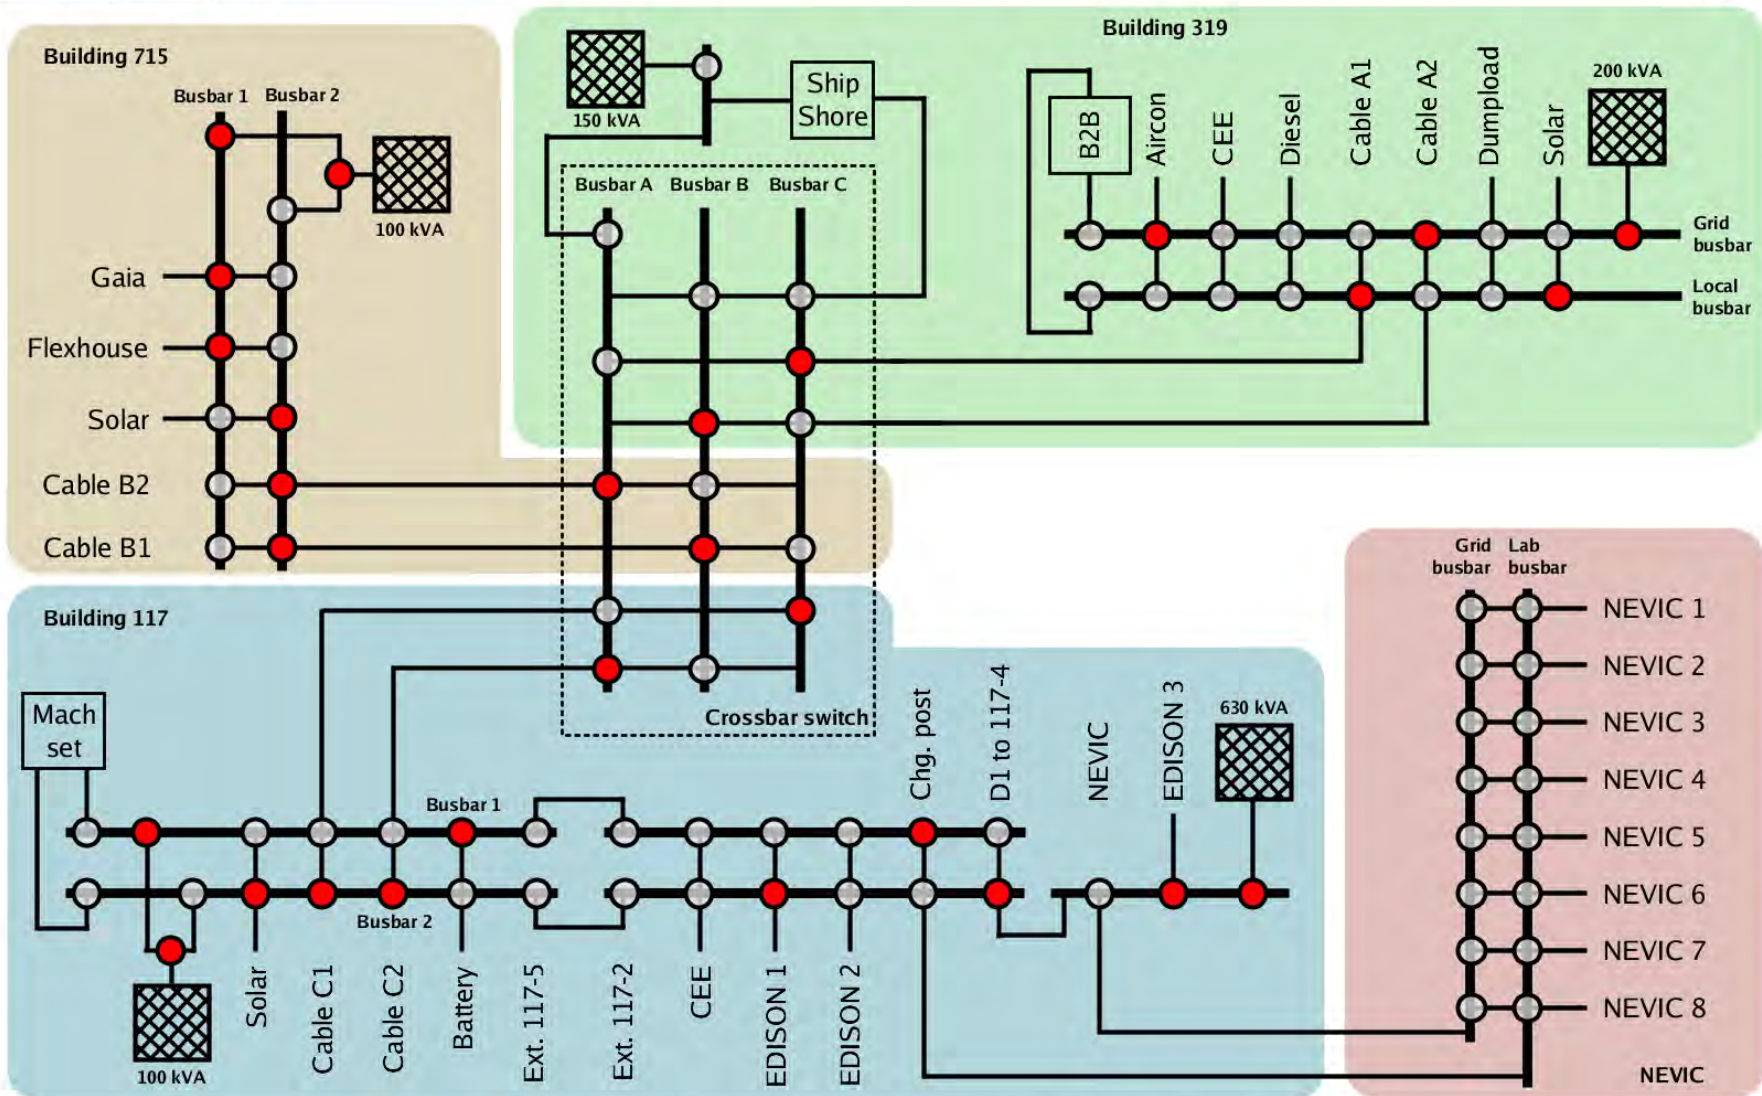 Building 715
Busbar 1
Busbar 2
100 kVA
Gaia
Flexhouse
Solar
Cable B2
Cable B1
Building 319
150 kVA
Ship
Shore
Busbar A
Busbar B
Busbar C
B2B
Aircon
CEE
Diesel
Cable A1
Cable A2
Dumpload
Solar
200 kVA
Grid
busbar
Local
busbar
Crossbar switch
Building 117
Mach
set
Busbar 1
Busbar 2
100 kVA
Solar
Cable C1
Cable C2
Battery
Ext. 117-5
Ext. 117-2
CEE
EDISON 1
EDISON 2
Chg. post
D1 to 117-4
NEVIC
EDISON 3
630 kVA
Grid
busbar
Lab
busbar
NEVIC 1
NEVIC 2
NEVIC 3
NEVIC 4
NEVIC 5
NEVIC 6
NEVIC 7
NEVIC 8
NEVIC